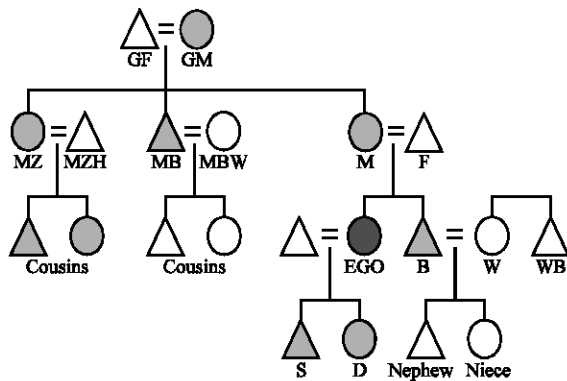 GF GM
MZ MZH MB MBW M F
Cousins Cousins EGO B W WB
S D Nephew Niece